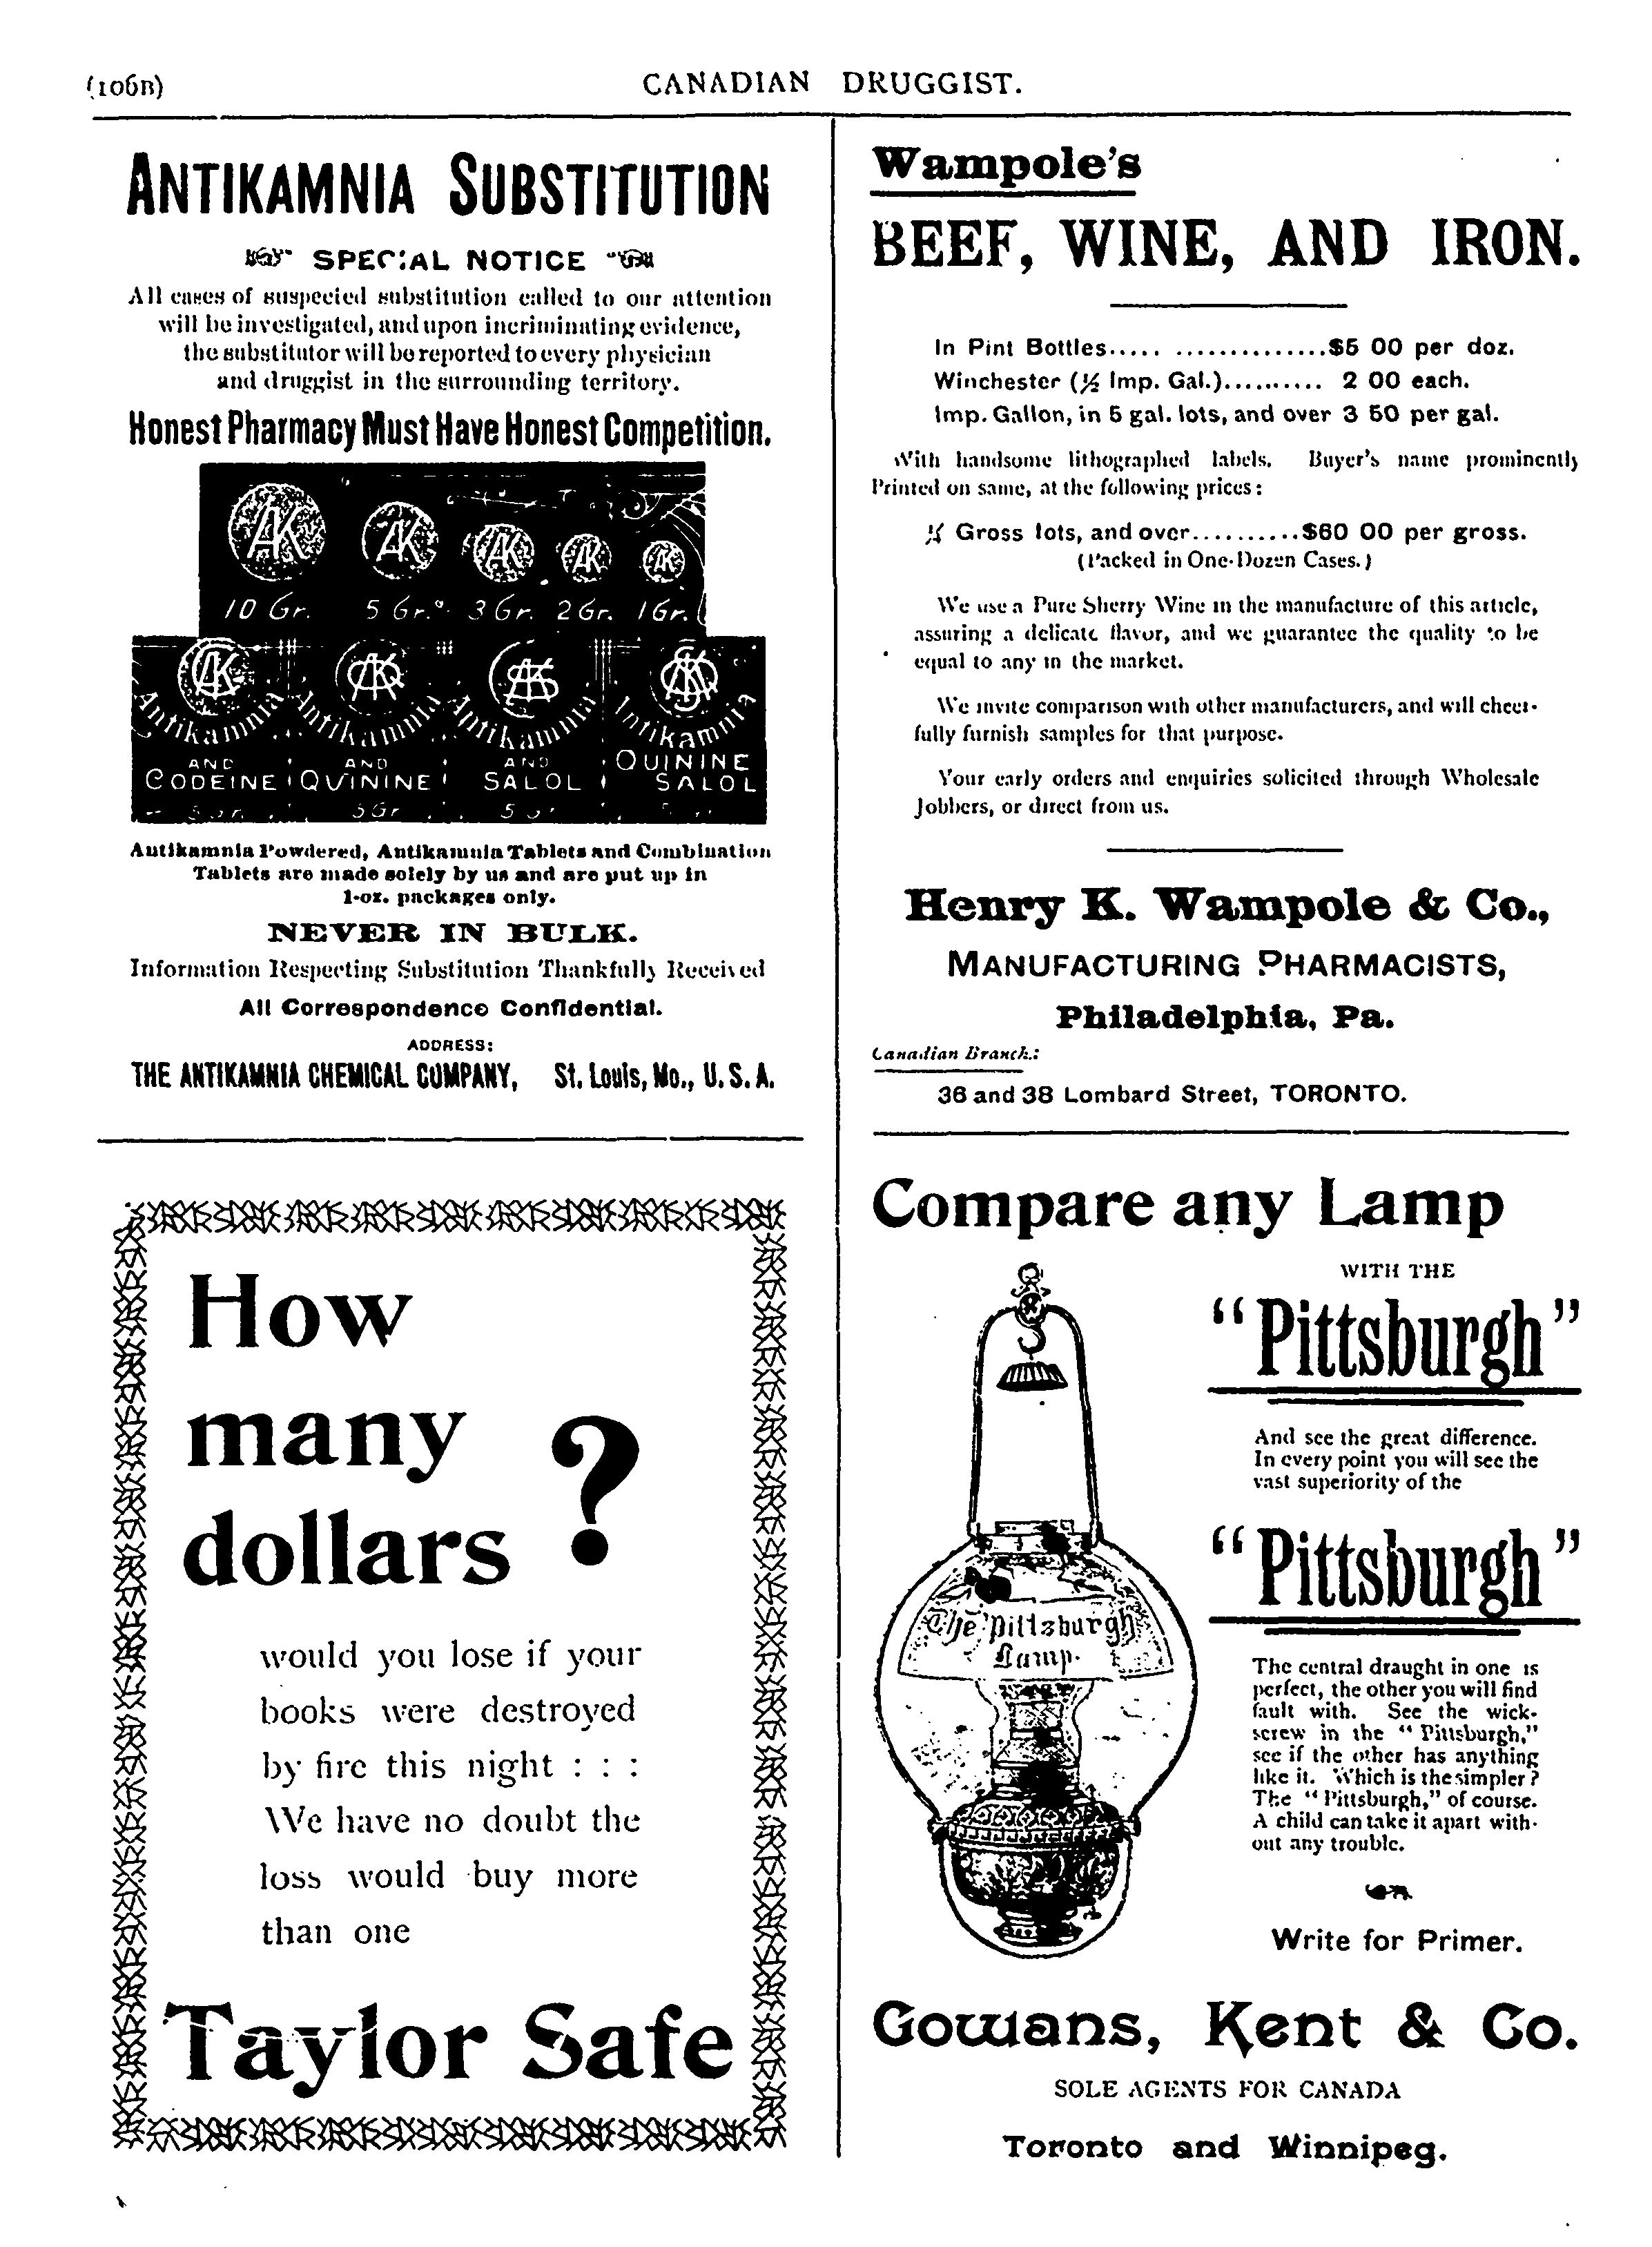 (106B)
CANADIAN DRUGGIST.
ANTIKAMNIA SUBSTITUTION
SPECIAL NOTICE
All cases of suspected substitution called to our attention
will be investigated, and upon incriminating evidence,
the substitutor will be reported to every physician
and druggist in the surrounding territory.
Honest Pharmacy Must Have Honest Competition.
AK AK AK AK AK
10 Gr. 5 Gr. 3 Gr. 2 Gr. 1 Gr.
Antikamnia Antikamnia Antikamnia Antikamnia
AND AND AND QUININE
CODEINE QUININE SALOL SALOL
5 Gr
Antikamnia Powdered, Antikamnia Tablets and Combination
Tablets are made solely by us and are put up in
1-oz. packages only.
NEVER IN BULK.
Information Respecting Substitution Thankfully Received
All Correspondence Confidential.
ADDRESS:
THE ANTIKAMNIA CHEMICAL COMPANY, St. Louis, Mo., U.S.A.
How
many
dollars ?
would you lose if your
books were destroyed
by fire this night : : :
We have no doubt the
loss would buy more
than one
Taylor Safe
Wampole's
BEEF, WINE, AND IRON.
In Pint Bottles..... ...............$5 00 per doz.
Winchester (½ Imp. Gal.).......... 2 00 each.
Imp. Gallon, in 5 gal. lots, and over 3 50 per gal.
With handsome lithographed labels. Buyer's name prominently
Printed on same, at the following prices:
Gross lots, and over..........$60 00 per gross.
(Packed in One-Dozen Cases.)
We use a Pure Sherry Wine in the manufacture of this article,
assuring a delicate flavor, and we guarantee the quality to be
equal to any in the market.
We invite comparison with other manufacturers, and will cheer-
fully furnish samples for that purpose.
Your early orders and enquiries solicited through Wholesale
Jobbers, or direct from us.
Henry K. Wampole & Co.,
MANUFACTURING PHARMACISTS,
Philadelphia, Pa.
Canadian Branch.:
36 and 38 Lombard Street, TORONTO.
Compare any Lamp
WITH THE
"Pittsburgh"
And see the great difference.
In every point you will see the
vast superiority of the
"Pittsburgh"
The Pittsburgh
Lamp.
The central draught in one is
perfect, the other you will find
fault with. See the wick-
screw in the "Pittsburgh,"
see if the other has anything
like it. Which is the simpler?
The "Pittsburgh," of course.
A child can take it apart with-
out any trouble.
Write for Primer.
Gowans, Kent & Co.
SOLE AGENTS FOR CANADA
Toronto and Winnipeg.